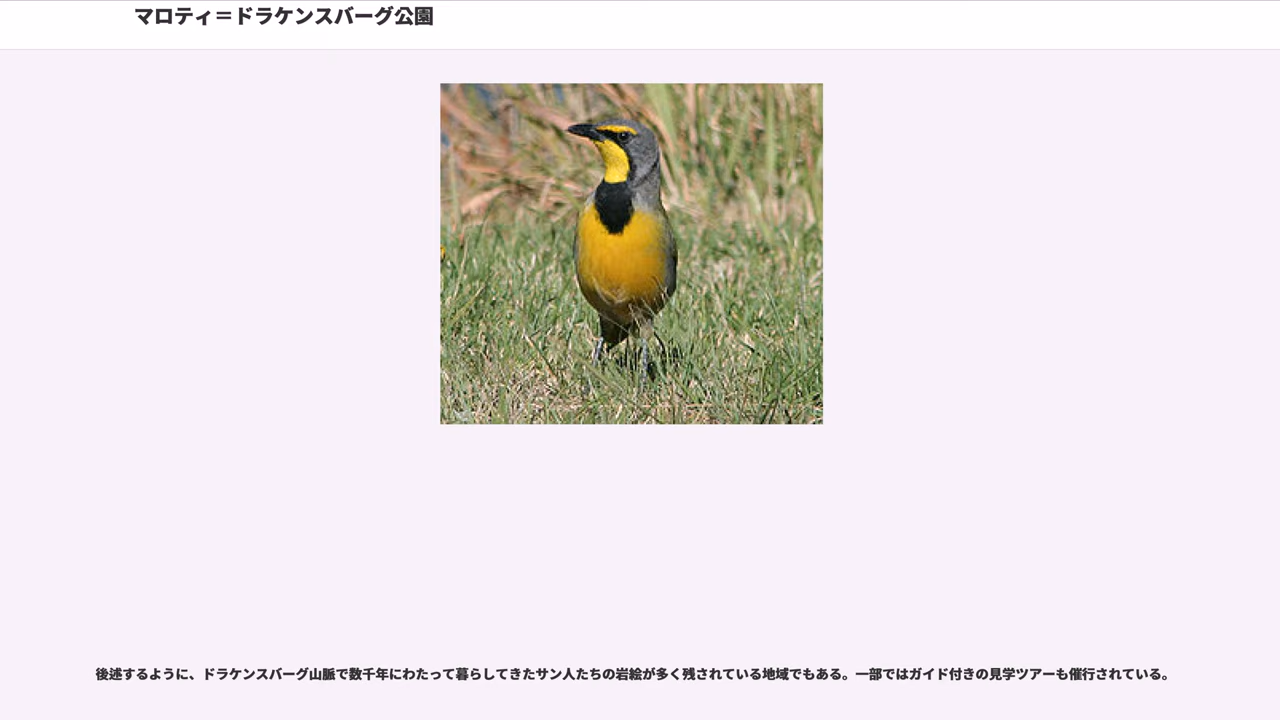 マロティ＝ドラケンスバーグ公園
後述するように、ドラケンスバーグ山脈で数千年にわたって暮らしてきたサン人たちの岩絵が多く残されている地域でもある。一部ではガイド付きの見学ツアーも催行されている。